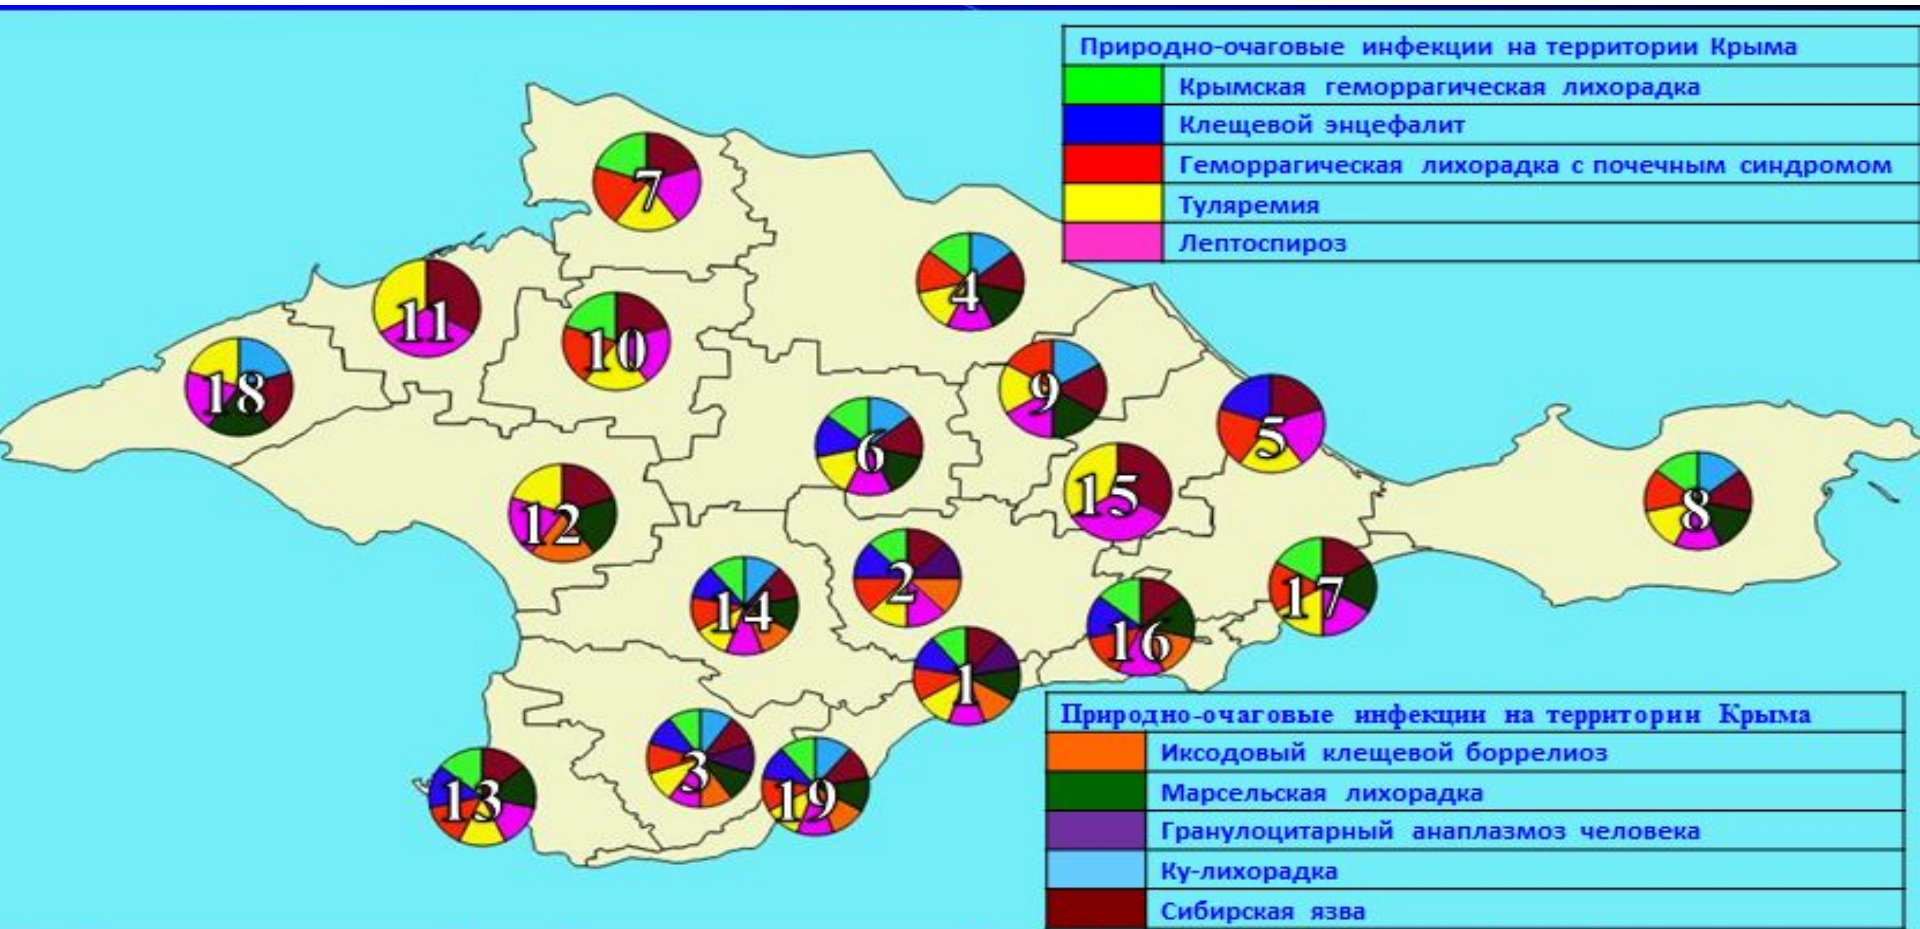 Природно-очаговые инфекции на территории Крыма
Крымская геморрагическая лихорадка
Клещевой энцефалит
Геморрагическая лихорадка с почечным синдромом
Туляремия
Лептоспироз
7
4
11
10
18
9
5
6
15
8
12
2
14
17
16
1
3
19
13
Природно-очаговые инфекции на территории Крыма
Иксодовый клещевой боррелиоз
Марсельская лихорадка
Гранулоцитарный анаплазмоз человека
Ку-лихорадка
Сибирская язва